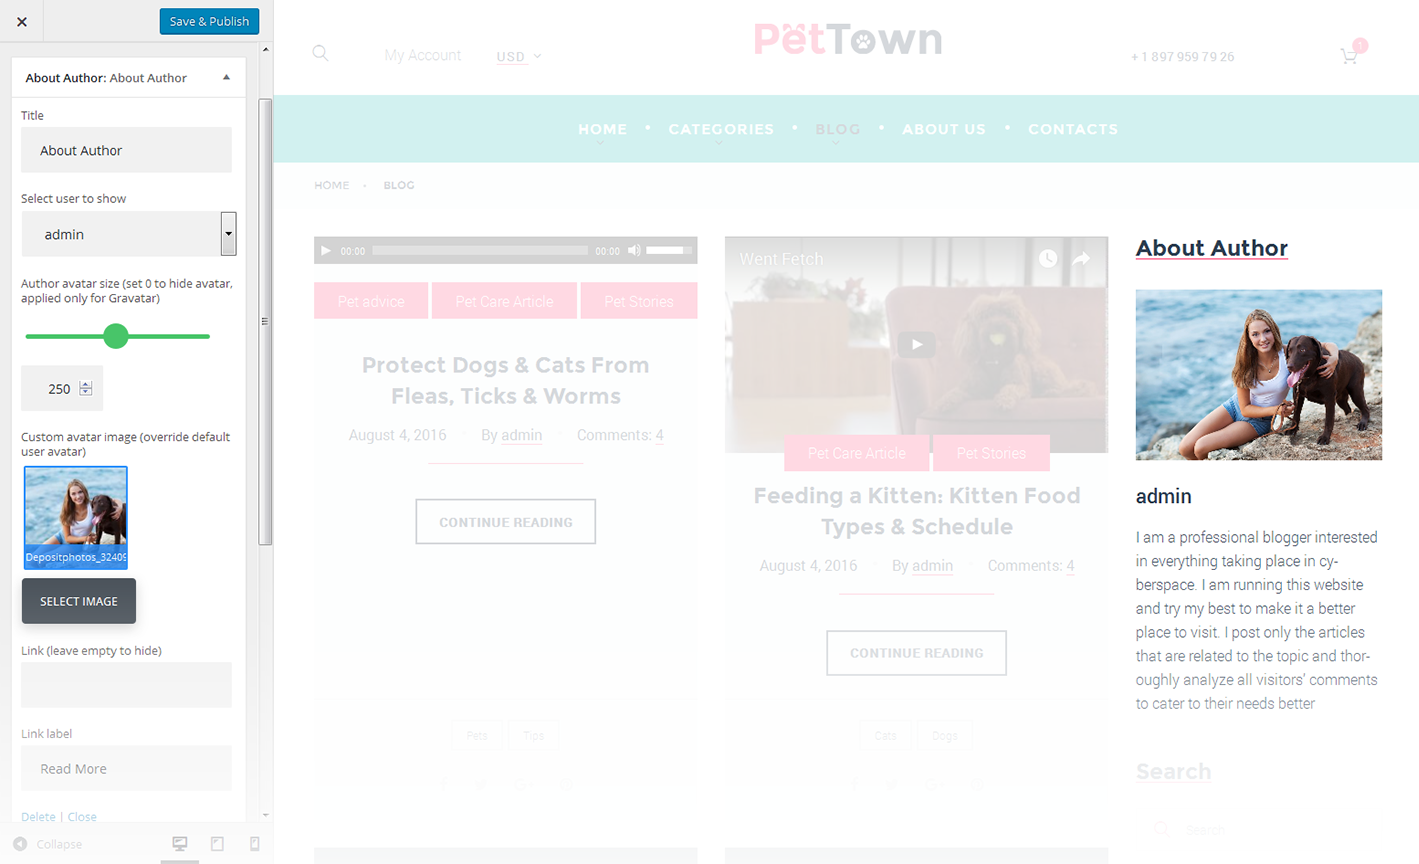 Save & Publish
About Author: About Author
Title
About Author
Select user to show
admin
Author avatar size (set 0 to hide avatar,
applied only for Gravatar)
250
Custom avatar image (override default
user avatar)
Depositphotos_32409
SELECT IMAGE
Link (leave empty to hide)
Link label
Read More
Delete | Close
Collapse
My Account
USD
PetTown
+ 1 897 959 79 26
1
HOME • CATEGORIES • BLOG • ABOUT US • CONTACTS
HOME • BLOG
00:00
00:00
Pet advice
Pet Care Article
Pet Stories
Protect Dogs & Cats From
Fleas, Ticks & Worms
August 4, 2016
By admin
Comments: 4
CONTINUE READING
Pets
Tips
Went Fetch
Pet Care Article
Pet Stories
Feeding a Kitten: Kitten Food
Types & Schedule
August 4, 2016
By admin
Comments: 4
CONTINUE READING
Cats
Dogs
About Author
admin
I am a professional blogger interested
in everything taking place in cy-
berspace. I am running this website
and try my best to make it a better
place to visit. I post only the articles
that are related to the topic and thor-
oughly analyze all visitors' comments
to cater to their needs better
Search
Search